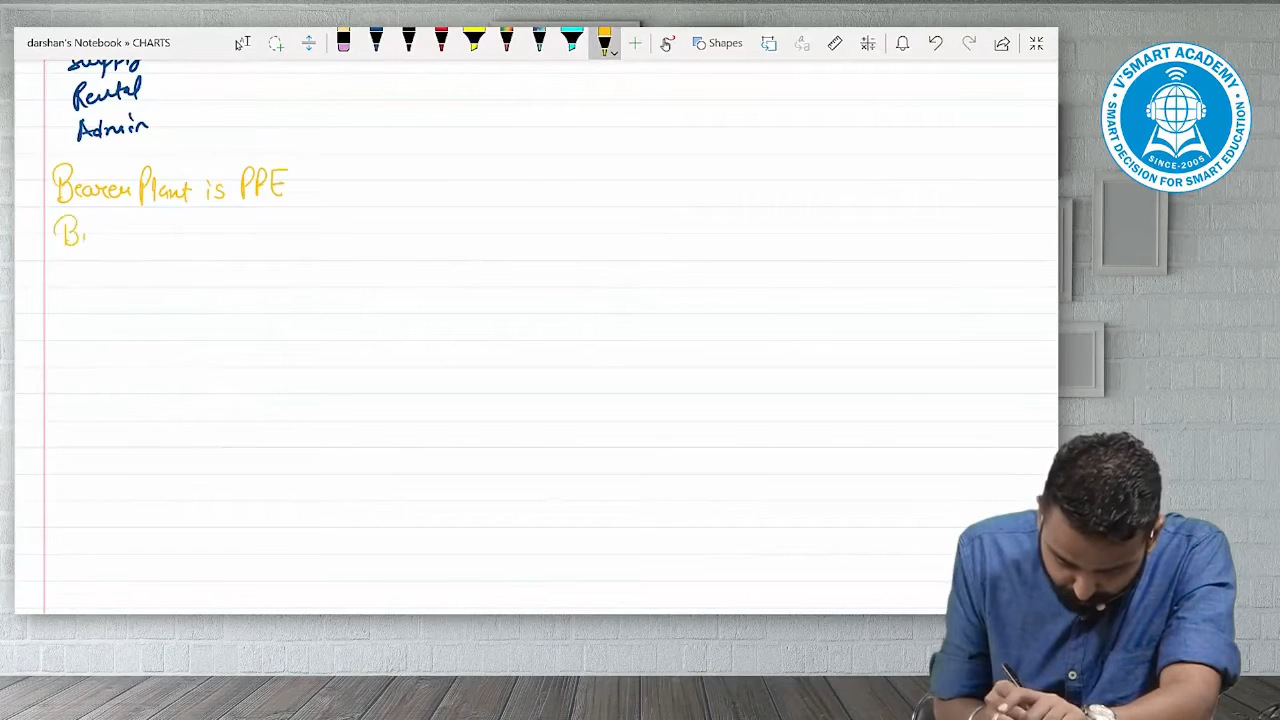 darshan's Notebook » CHARTS
Shapes
Supply
Rental
Admin
Bearer Plant is PPE
B
V'SMART ACADEMY
SMART DECISION FOR SMART EDUCATION
SINCE-2005